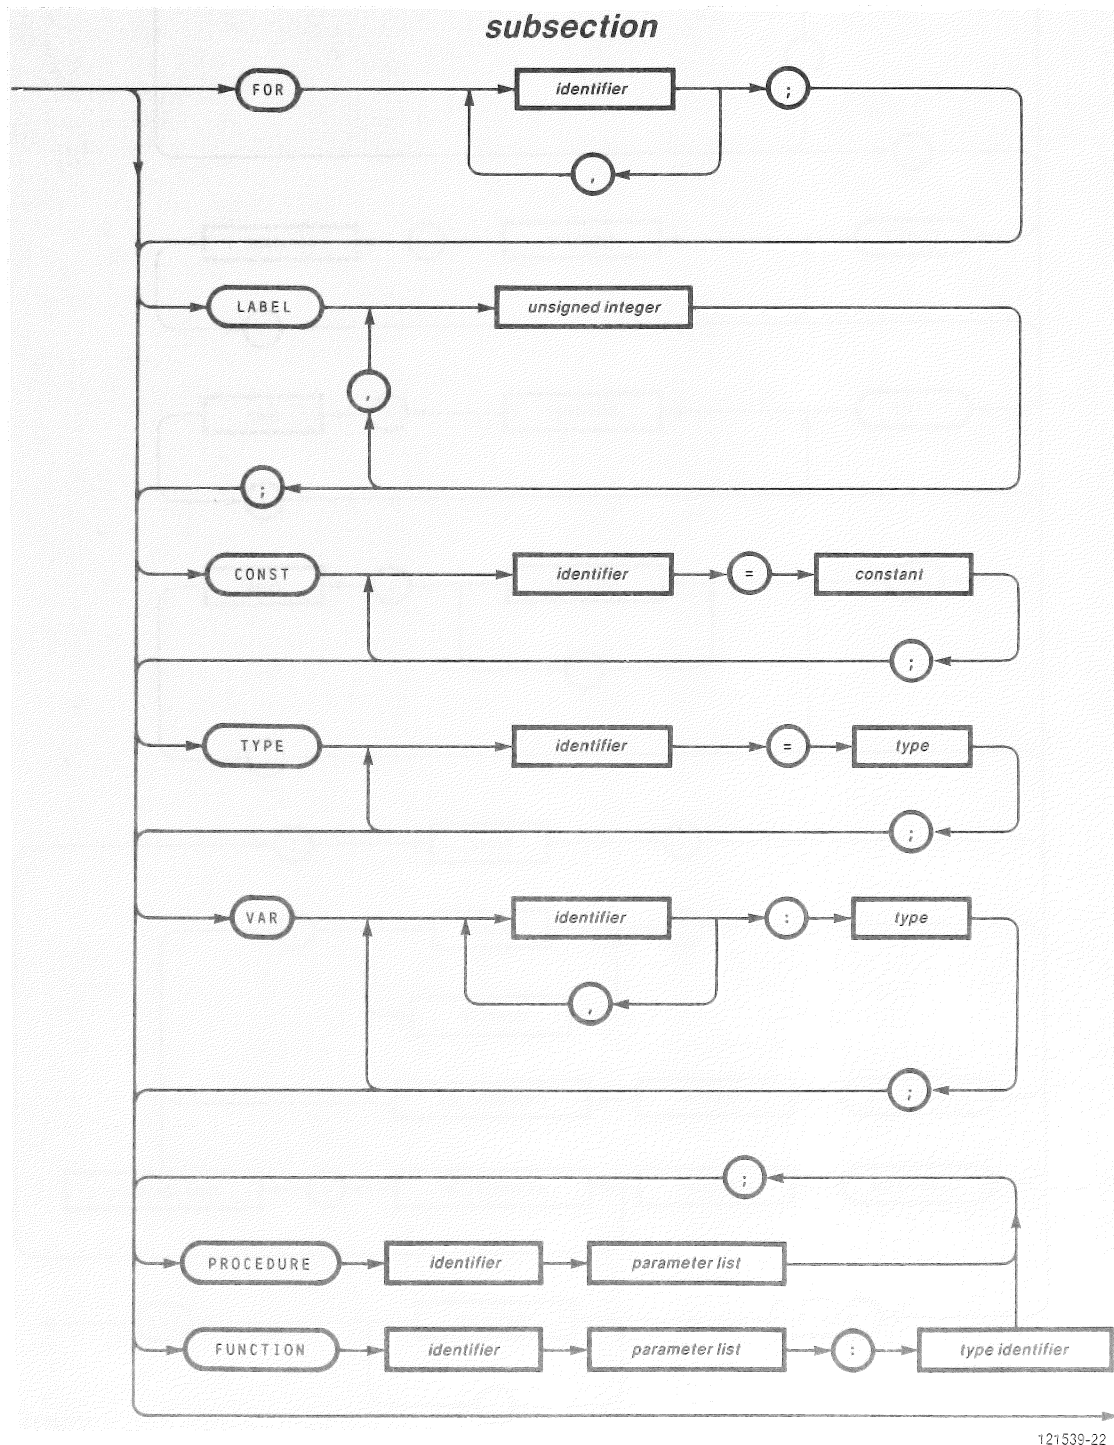 subsection
FOR identifier ;
,
LABEL unsigned integer
,
;
CONST identifier = constant
;
TYPE identifier = type
;
VAR identifier : type
,
;
;
PROCEDURE identifier parameter list
FUNCTION identifier parameter list : type identifier
121539-22